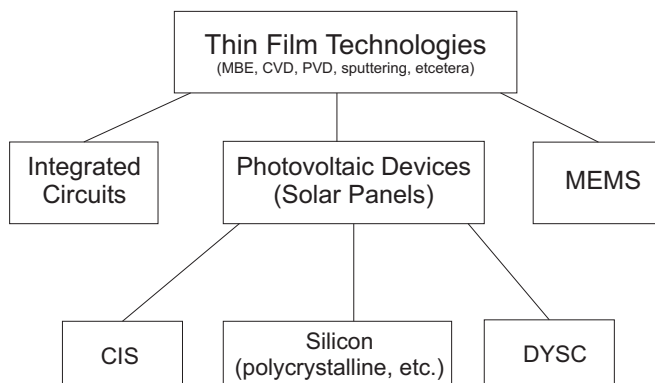 Thin Film Technologies
(MBE, CVD, PVD, sputtering, etcetera)
Integrated
Circuits
Photovoltaic Devices
(Solar Panels)
MEMS
CIS
Silicon
(polycrystalline, etc.)
DYSC